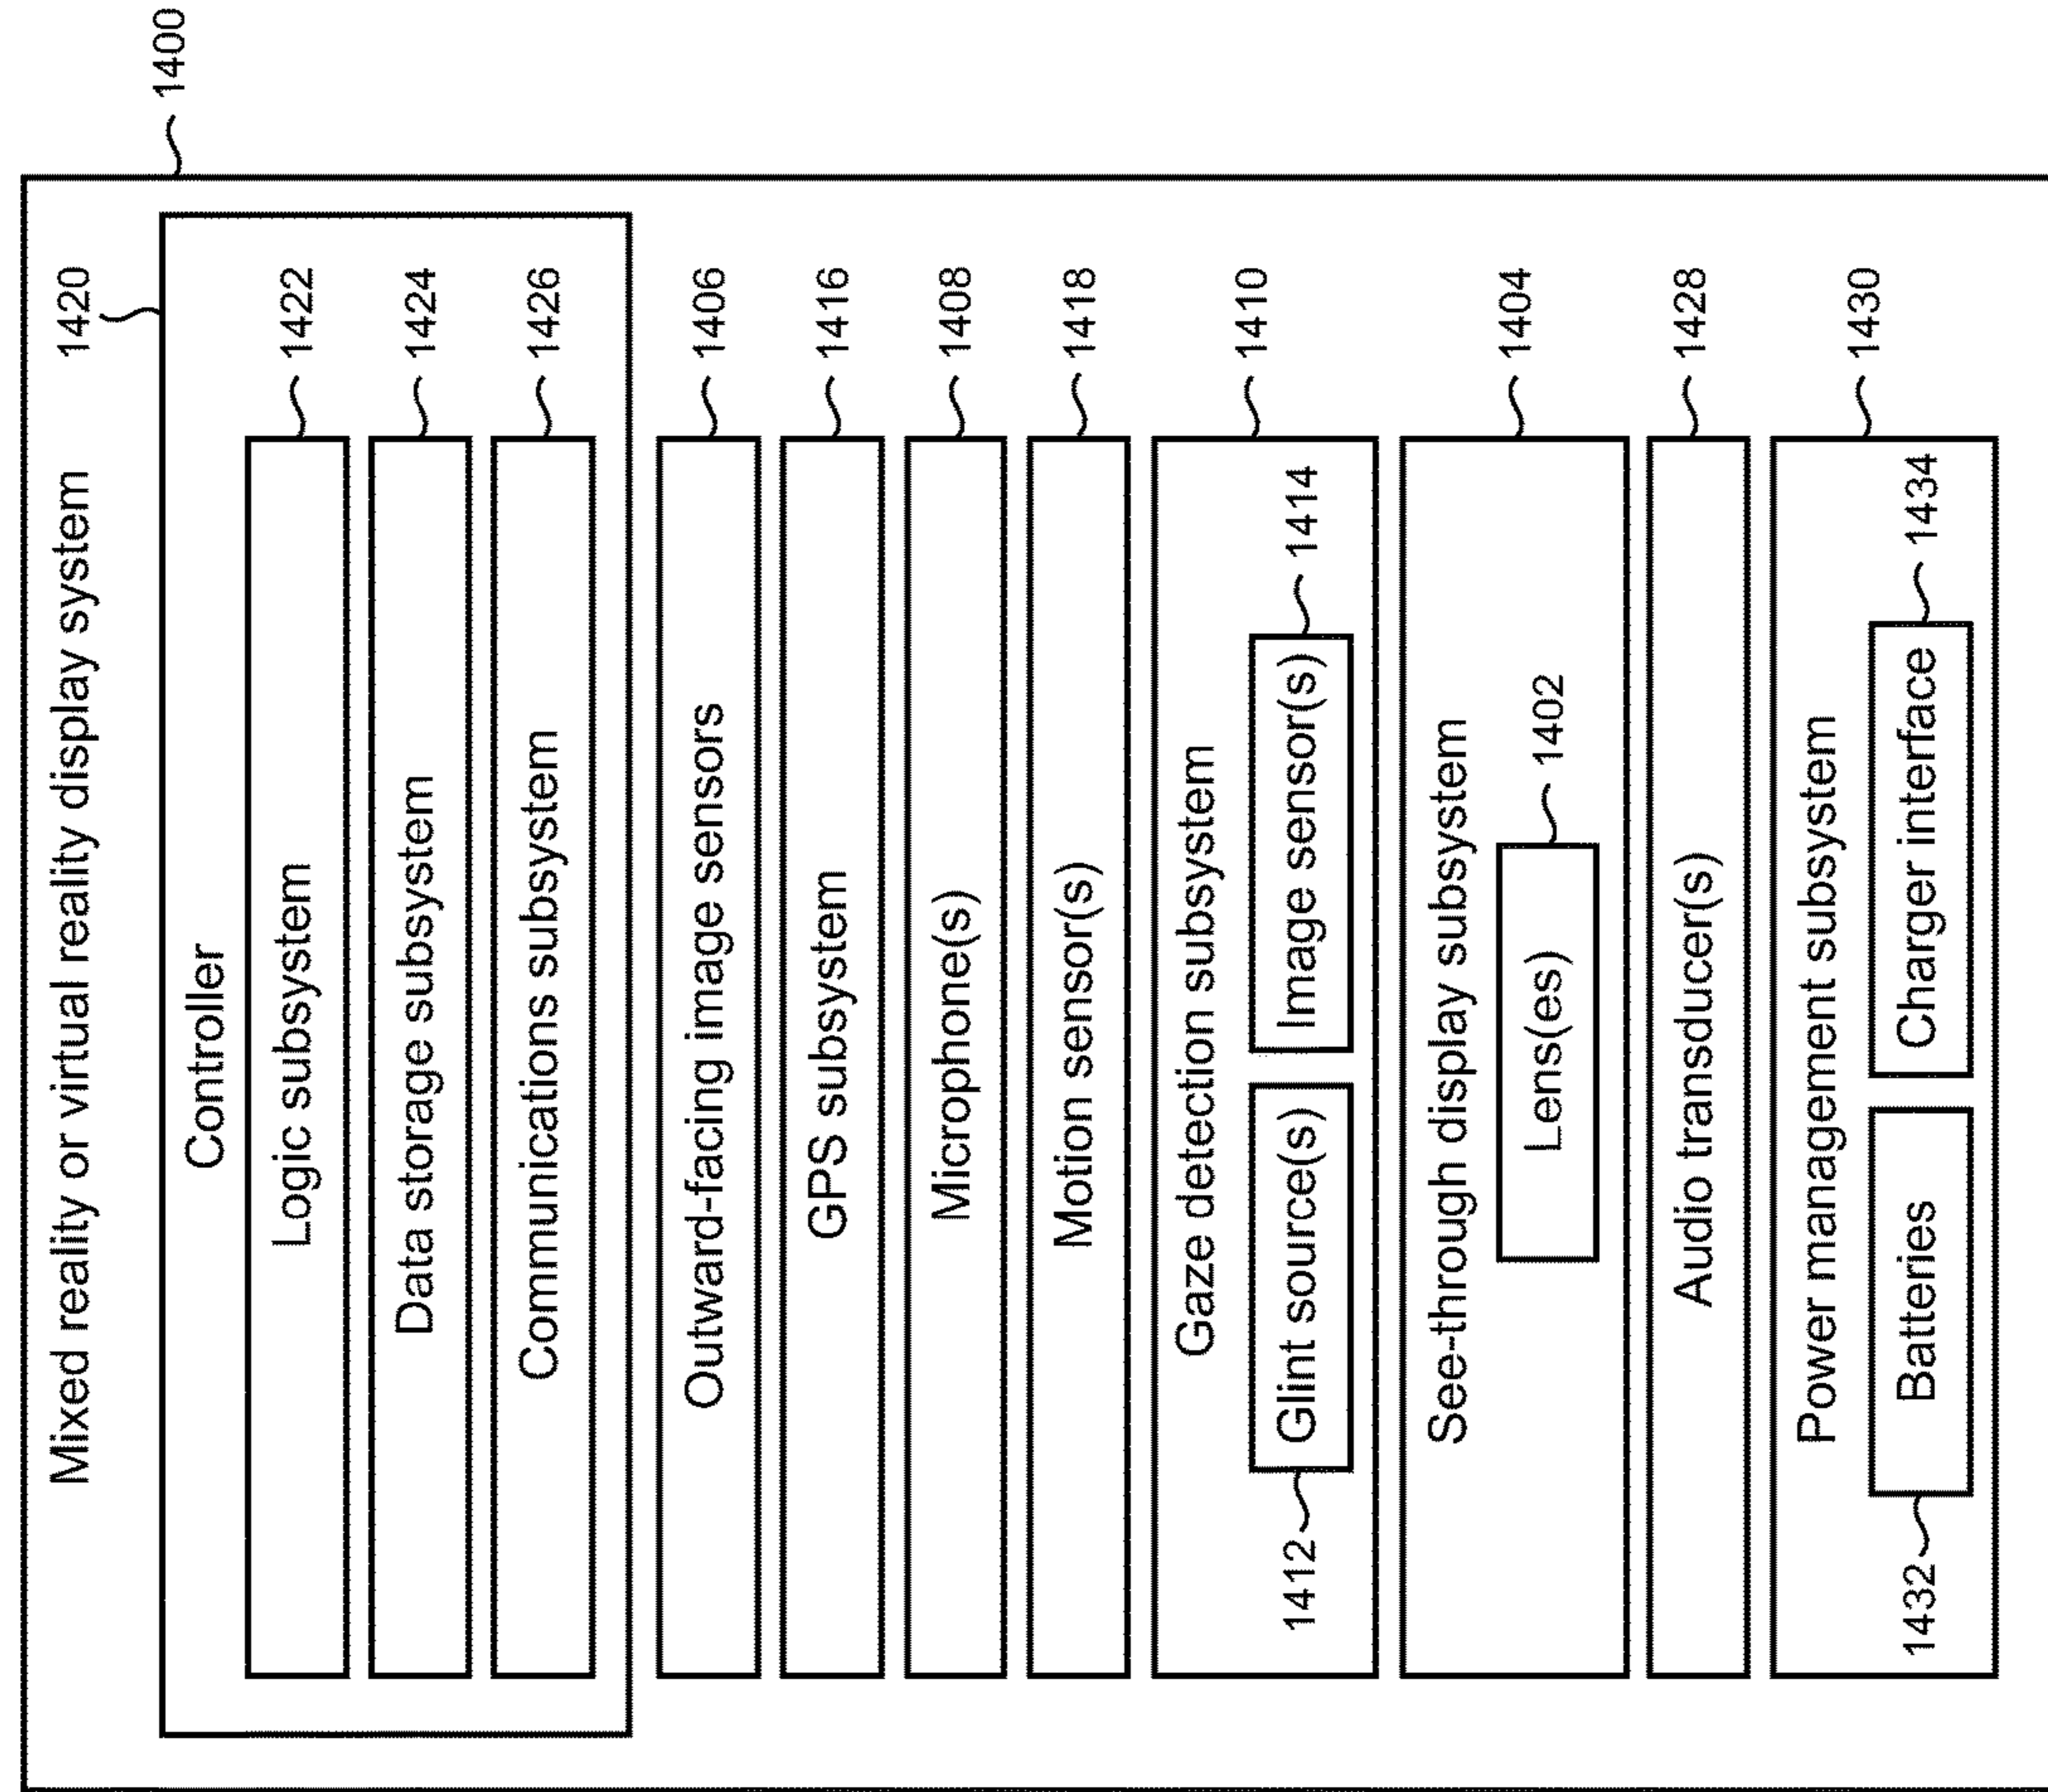 1400
Mixed reality or virtual reality display system 1420
Controller
Logic subsystem 1422
Data storage subsystem 1424
Communications subsystem 1426
Outward-facing image sensors 1406
GPS subsystem 1416
Microphone(s) 1408
Motion sensor(s) 1418
Gaze detection subsystem 1410
1412 Glint source(s) Image sensor(s) 1414
See-through display subsystem 1404
Lens(es) 1402
Audio transducer(s) 1428
Power management subsystem 1430
1432 Batteries Charger interface 1434